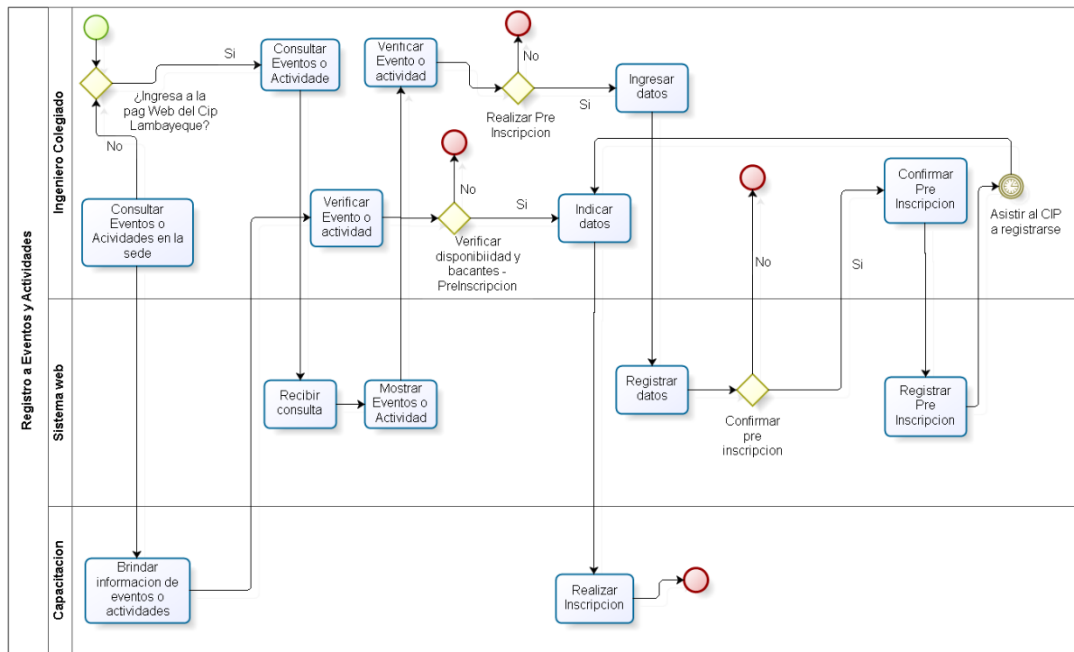 Registro a Eventos y Actividades
Ingeniero Colegiado
Si
Consultar
Eventos o
Actividade
¿Ingresa a la
pag Web del Cip
Lambayeque?
No
Consultar
Eventos o
Acividades en la
sede
Verificar
Evento o
actividad
No
Realizar Pre
Inscripcion
Si
Ingresar
datos
Verificar
Evento o
actividad
No
Verificar
disponibiidad y
bacantes -
PreInscripcion
Si
Indicar
datos
No
Si
Confirmar
Pre
Inscripcion
Asistir al CIP
a registrarse
Sistema web
Recibir
consulta
Mostrar
Eventos o
Actividad
Registrar
datos
Confirmar
pre
inscripcion
Registrar
Pre
Inscripcion
Capacitacion
Brindar
informacion de
eventos o
actividades
Realizar
Inscripcion